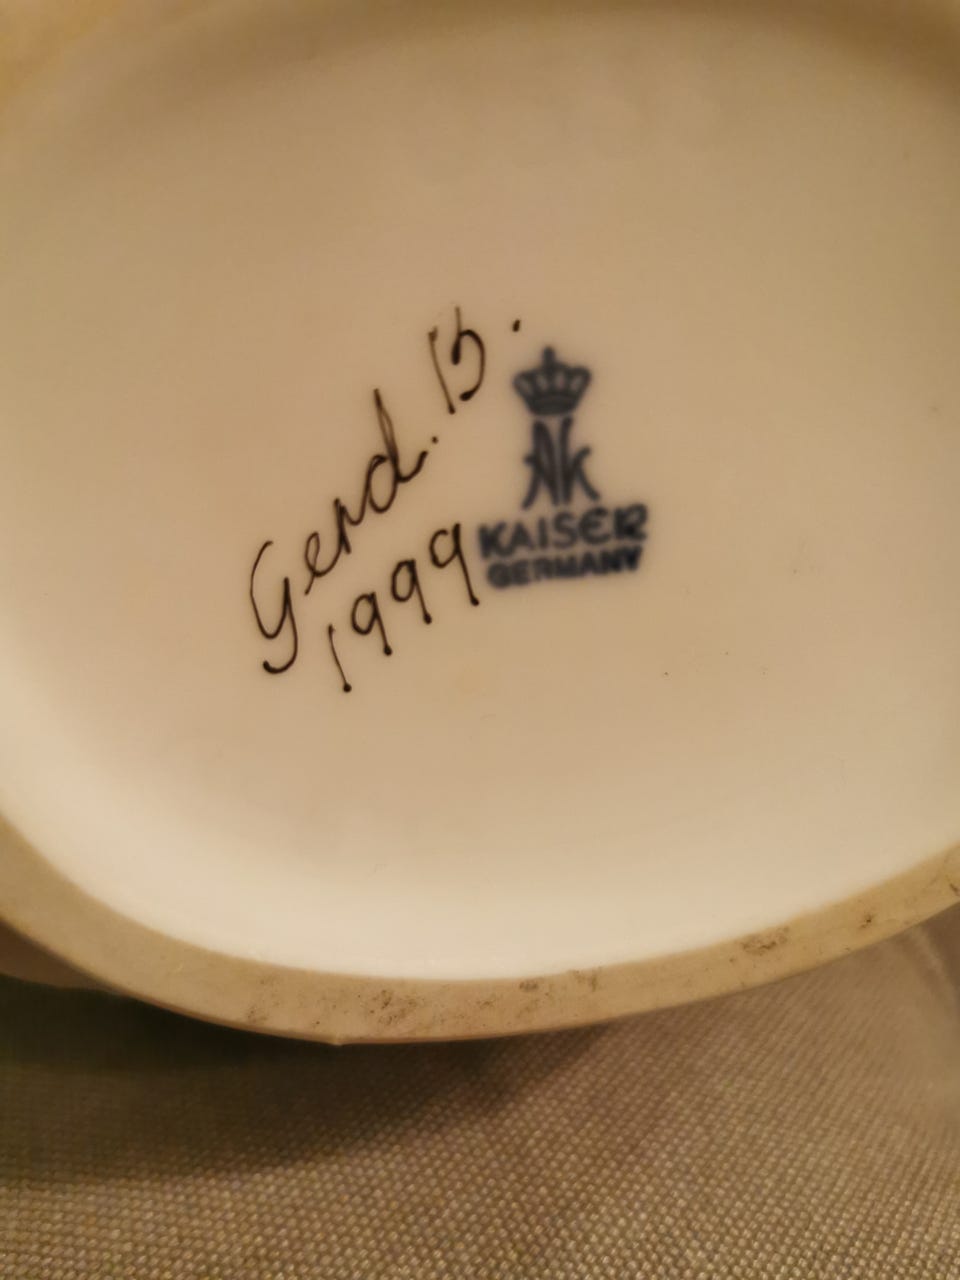 Gerd. B.
1999
AK
KAISER
GERMANY